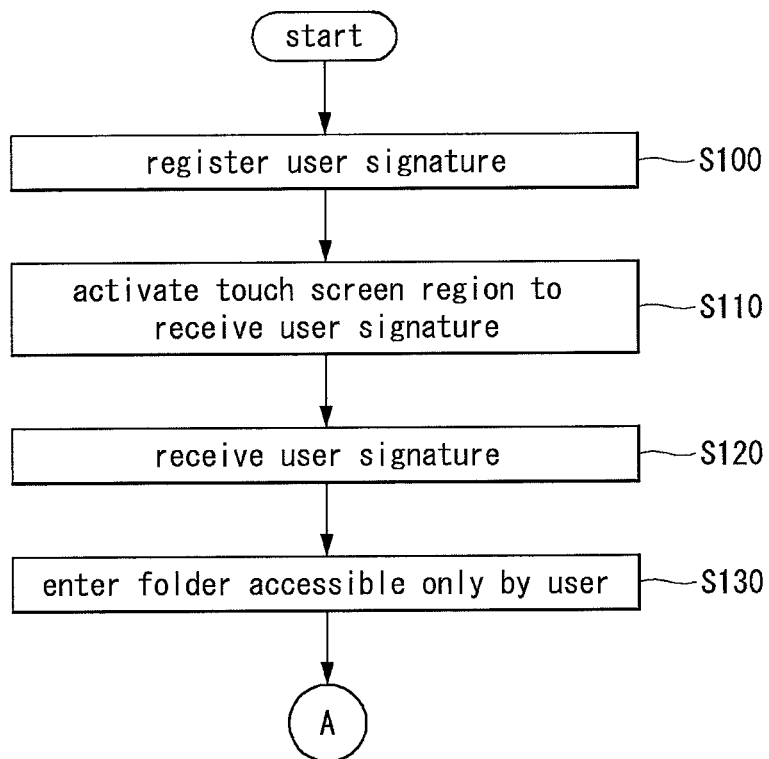 start
register user signature
S100
activate touch screen region to
receive user signature
S110
receive user signature
S120
enter folder accessible only by user
S130
A